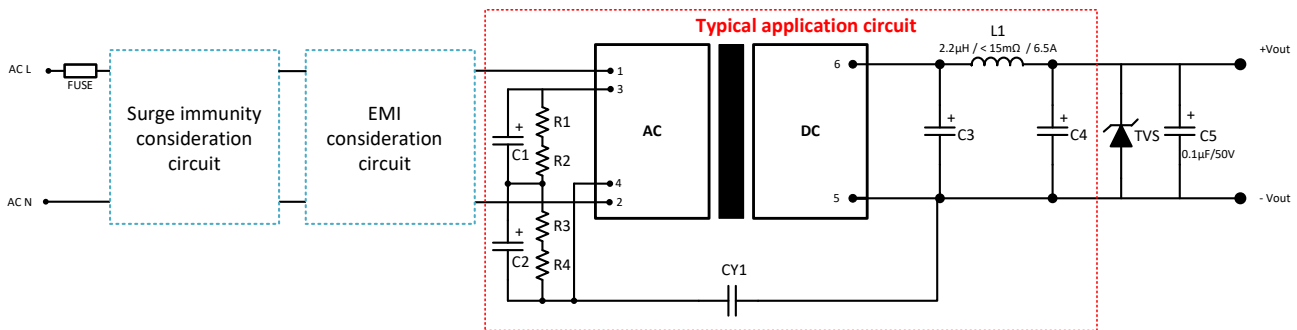 Typical application circuit
L1
2.2µH / < 15mΩ / 6.5A
AC L
FUSE
+Vout
1
6
3
Surge immunity
consideration
circuit
EMI
consideration
circuit
+
C1
R1
R2
AC
DC
+
C3
+
C4
TVS
+
C5
0.1µF/50V
4
AC N
2
5
- Vout
+
C2
R3
R4
CY1